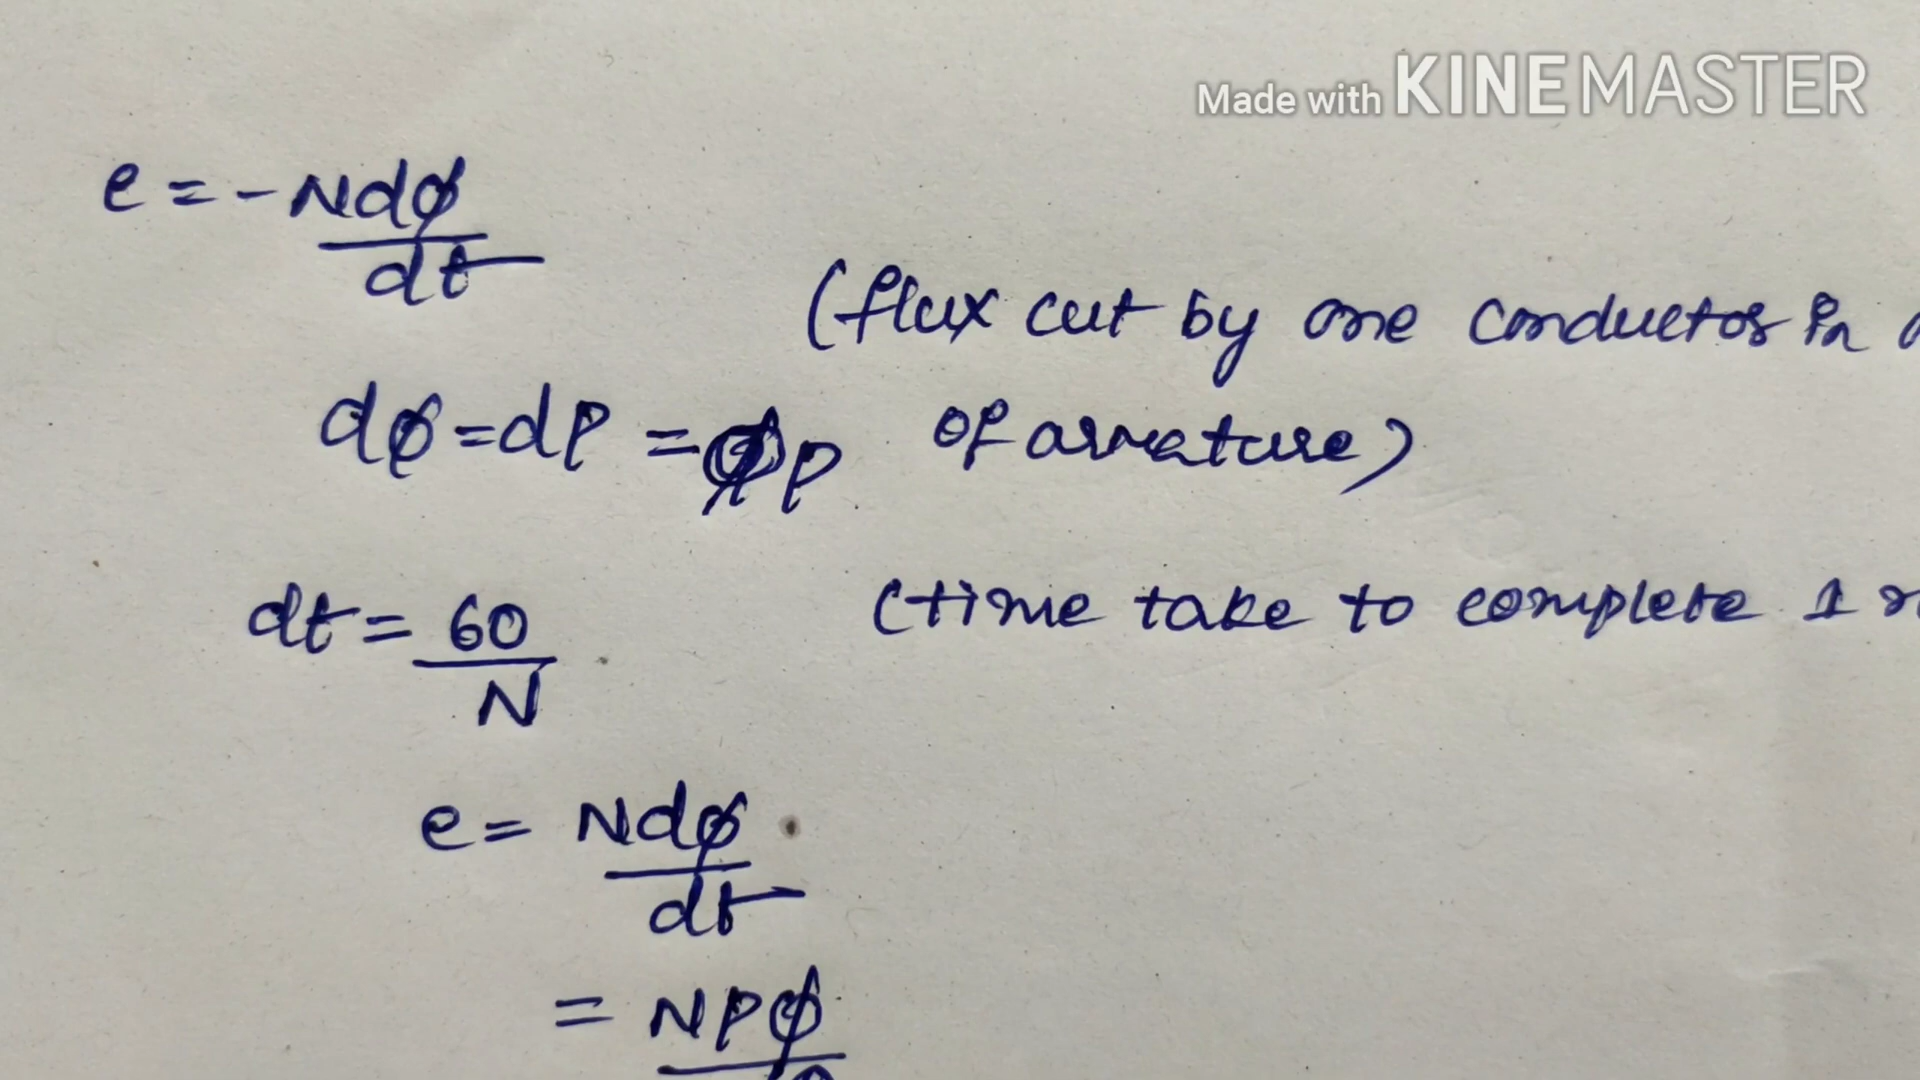 Made with KINEMASTER
e = - Ndφ
dt
(flux cut by one conductor in
dφ = dP = φP of armature)
dt = 60
N
(time take to complete 1
e = Ndφ
dt
= NPφ